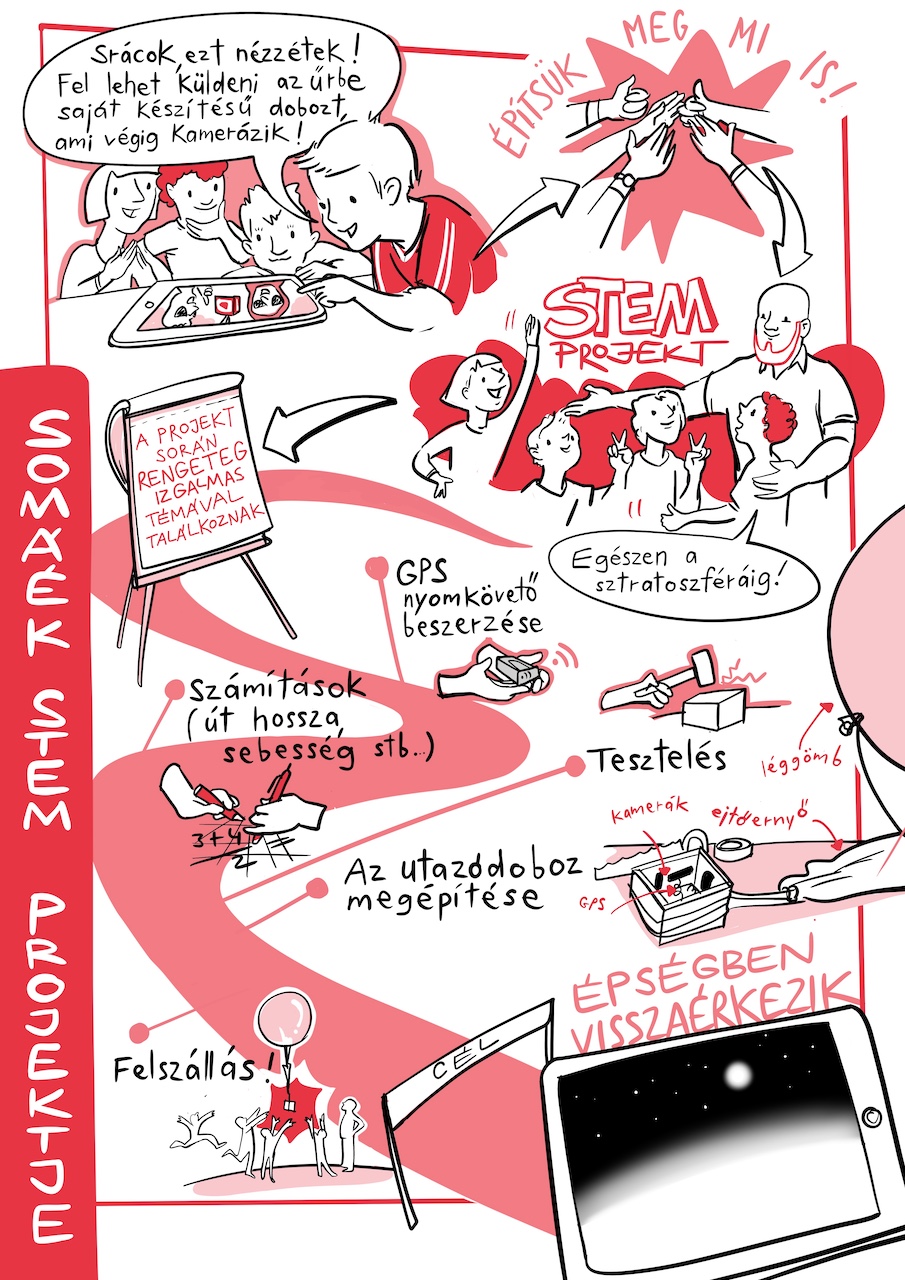 Srácok, ezt nézzétek!
Fel lehet küldeni az űrbe
saját készítésű dobozt,
ami végig kamerázik!
ÉPÍTSÜK MEG MI IS!
STEM
PROJEKT
Egészen a
sztratoszféráig!
A PROJEKT
SORÁN
RENGETEG
IZGALMAS
TÉMÁVAL
TALÁLKOZNAK
SOMÁÉK STEM PROJEKTJE
GPS
nyomkövető
beszerzése
Számítások
(út hossza,
sebesség stb...)
3+4
2
Tesztelés
léggömb
kamerák
ejtőernyő
GPS
Az utazódoboz
megépítése
Felszállás!
CÉL
ÉPSÉGBEN
VISSZAÉRKEZIK